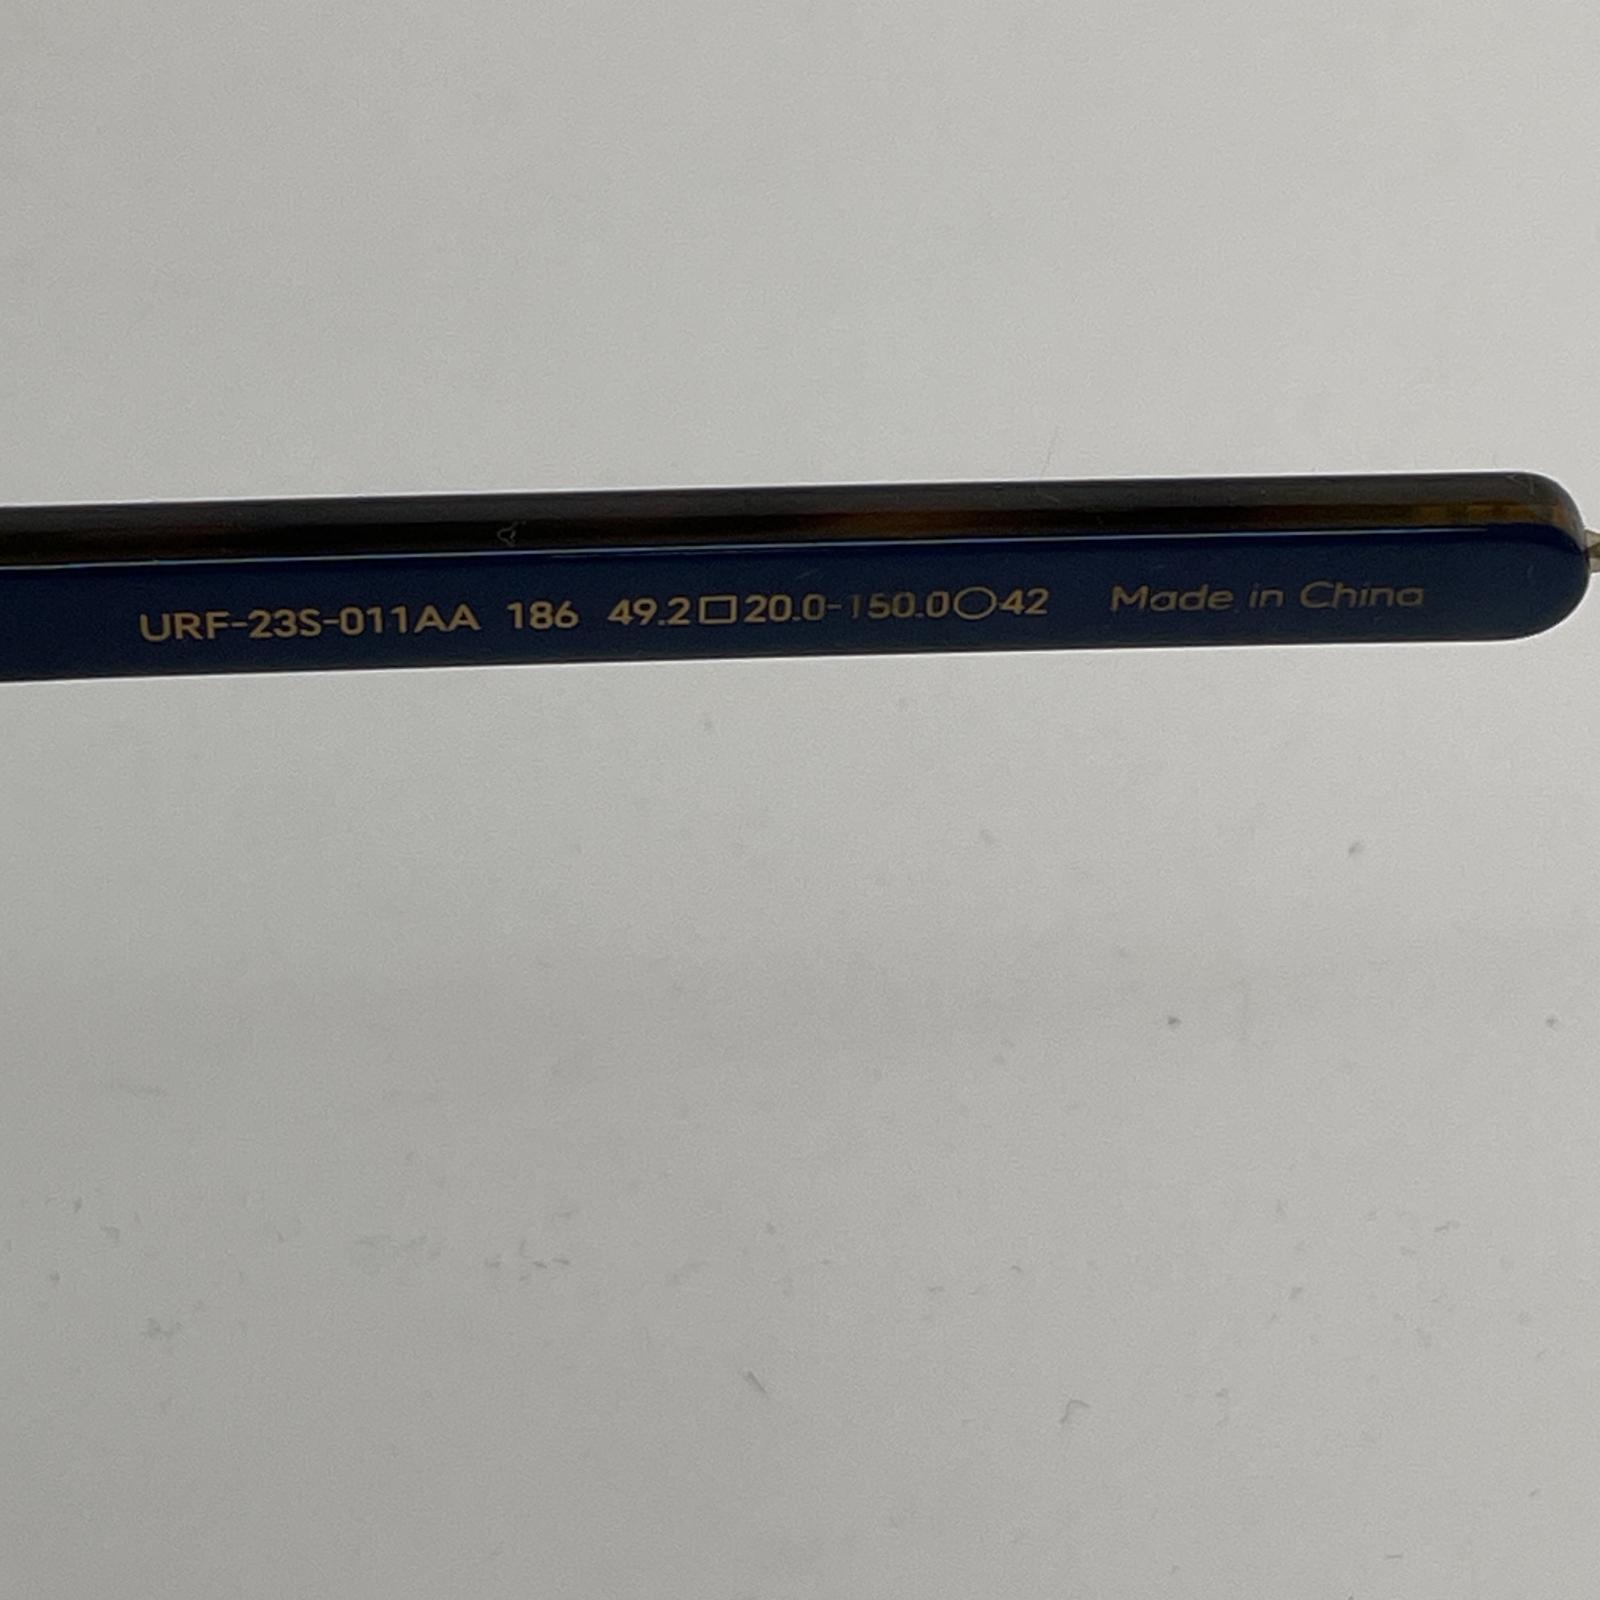 URF-23S-011AA 186 49.2□20.0-150.0○42 Made in China